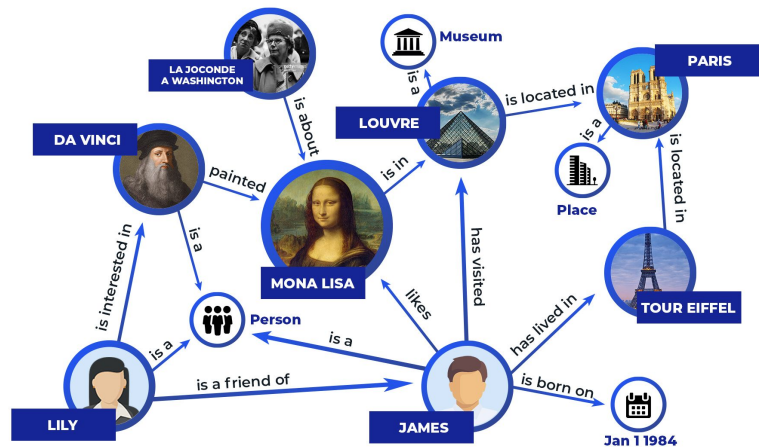 Museum
PARIS
LA JOCONDE
A WASHINGTON
is a
is located in
LOUVRE
is about
is a
DA VINCI
is located in
is in
painted
Place
is a
has visited
MONA LISA
is interested in
likes
TOUR EIFFEL
Person
has lived in
is a
is a
is a friend of
is born on
LILY
JAMES
Jan 1 1984